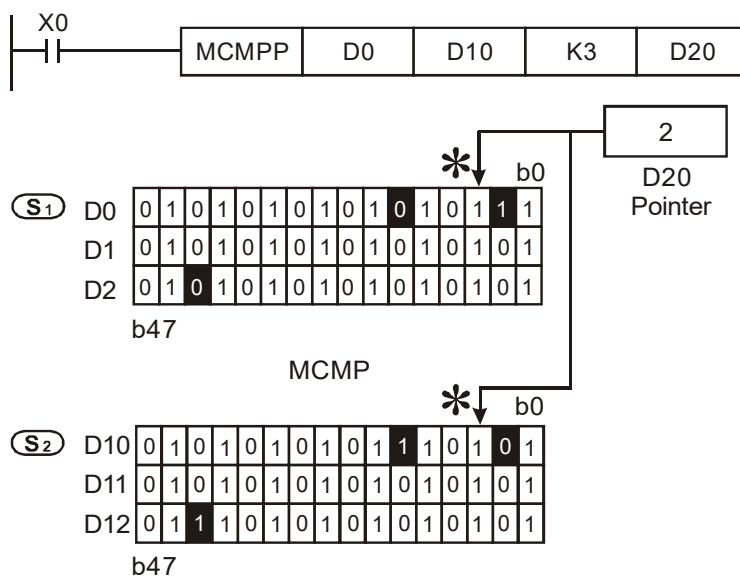 X0
MCMPP D0 D10 K3 D20
2
D20
Pointer
* b0
S1 D0 0 1 0 1 0 1 0 1 0 1 0 1 0 1 1 1
D1 0 1 0 1 0 1 0 1 0 1 0 1 0 1 0 1
D2 0 1 0 1 0 1 0 1 0 1 0 1 0 1 0 1
b47
MCMP
* b0
S2 D10 0 1 0 1 0 1 0 1 0 1 1 1 0 1 0 1
D11 0 1 0 1 0 1 0 1 0 1 0 1 0 1 0 1
D12 0 1 1 1 0 1 0 1 0 1 0 1 0 1 0 1
b47